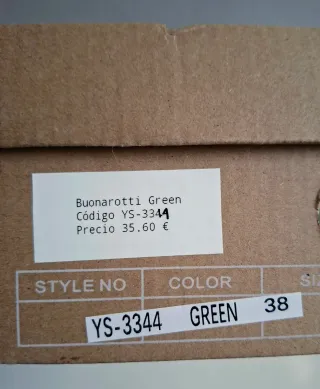 Buonarotti Green
Código YS-3344
Precio 35.60 €
STYLE NO COLOR
YS-3344 GREEN 38